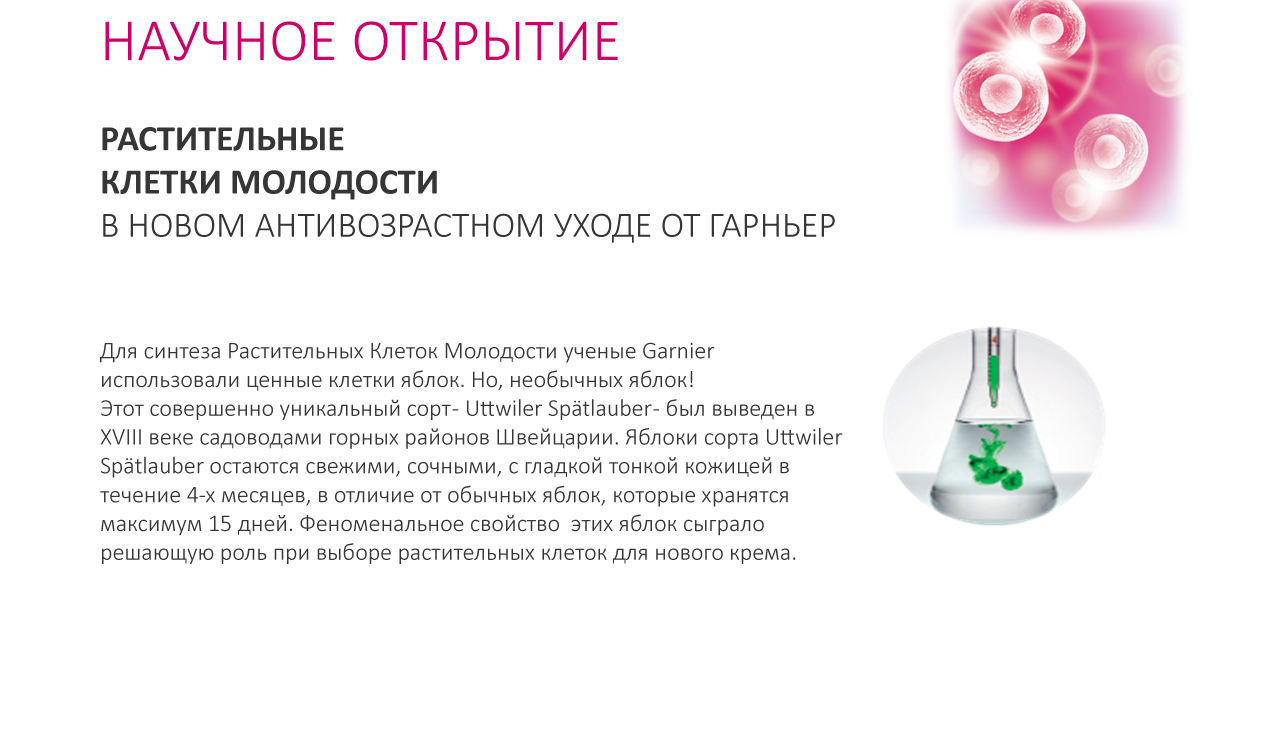 НАУЧНОЕ ОТКРЫТИЕ
РАСТИТЕЛЬНЫЕ
КЛЕТКИ МОЛОДОСТИ
В НОВОМ АНТИВОЗРАСТНОМ УХОДЕ ОТ ГАРНЬЕР
Для синтеза Растительных Клеток Молодости ученые Garnier
использовали ценные клетки яблок. Но, необычных яблок!
Этот совершенно уникальный сорт- Uttwiler Spätlauber- был выведен в
XVIII веке садоводами горных районов Швейцарии. Яблоки сорта Uttwiler
Spätlauber остаются свежими, сочными, с гладкой тонкой кожицей в
течение 4-х месяцев, в отличие от обычных яблок, которые хранятся
максимум 15 дней. Феноменальное свойство  этих яблок сыграло
решающую роль при выборе растительных клеток для нового крема.